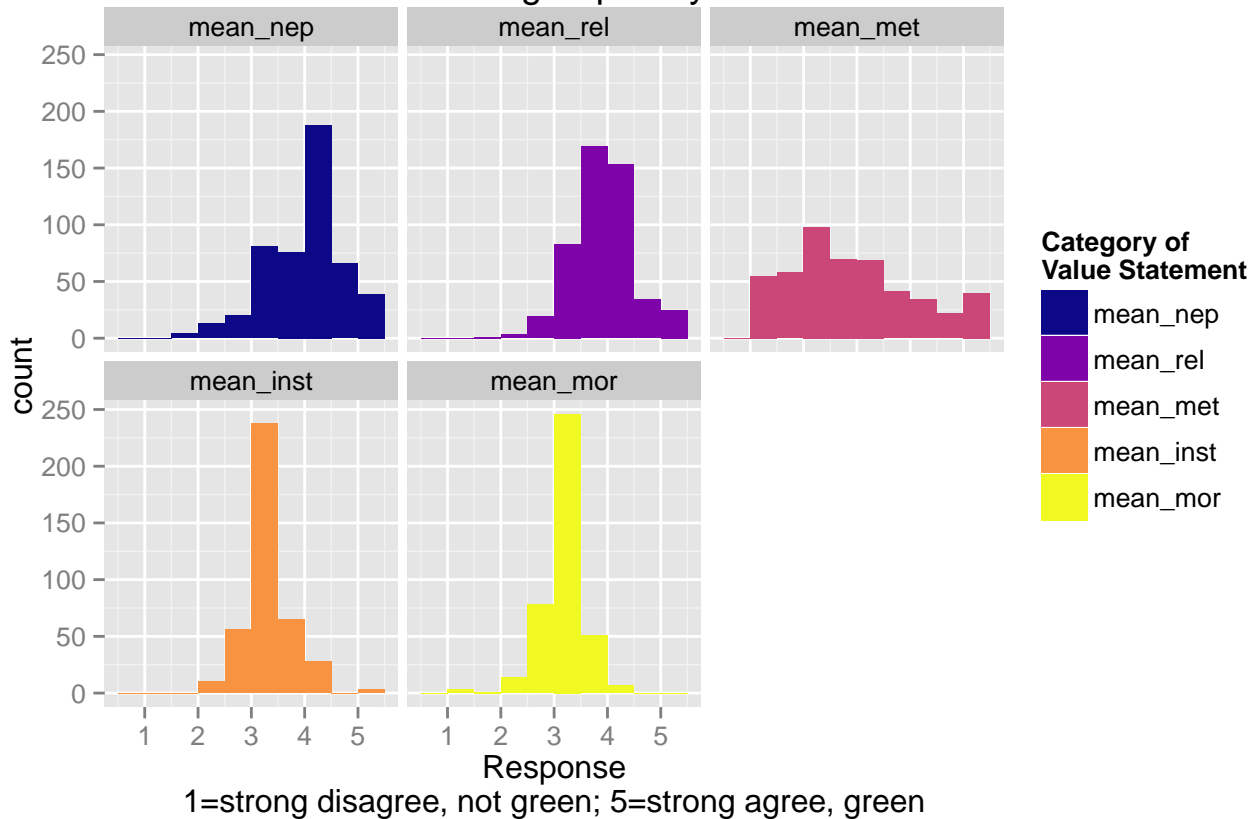 mean_nep mean_rel mean_met
250
200
150
100
50
0
mean_inst mean_mor
250
200
150
100
50
0
1 2 3 4 5 1 2 3 4 5
count
Response
1=strong disagree, not green; 5=strong agree, green
Category of
Value Statement
mean_nep
mean_rel
mean_met
mean_inst
mean_mor